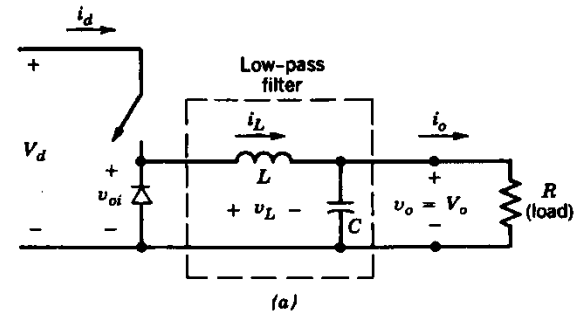 i_d
+
Low-pass
filter
i_L
i_o
V_d
+
v_oi
−
L
+ v_L −
C
+
v_o = V_o
−
R
(load)
−
(a)